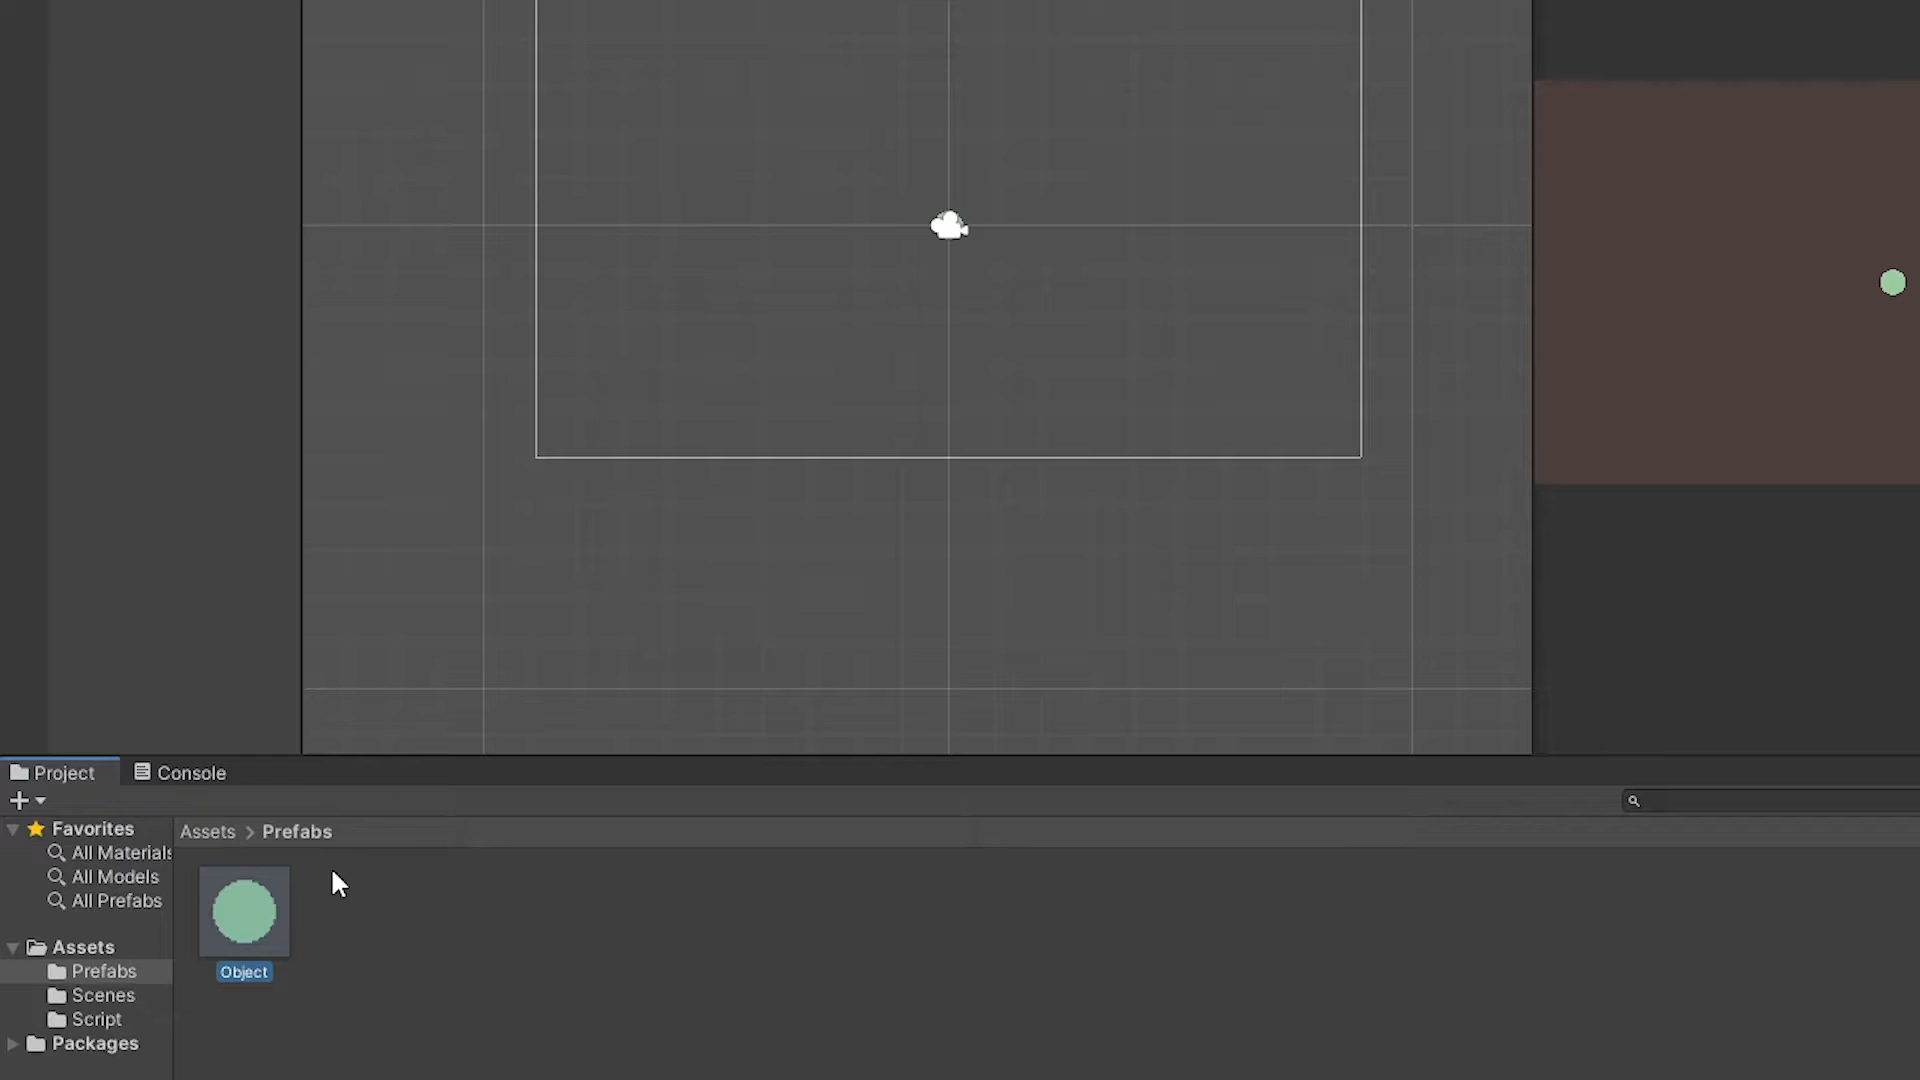 Project
Console
Favorites
All Materials
All Models
All Prefabs
Assets
Prefabs
Scenes
Script
Packages
Assets > Prefabs
Object